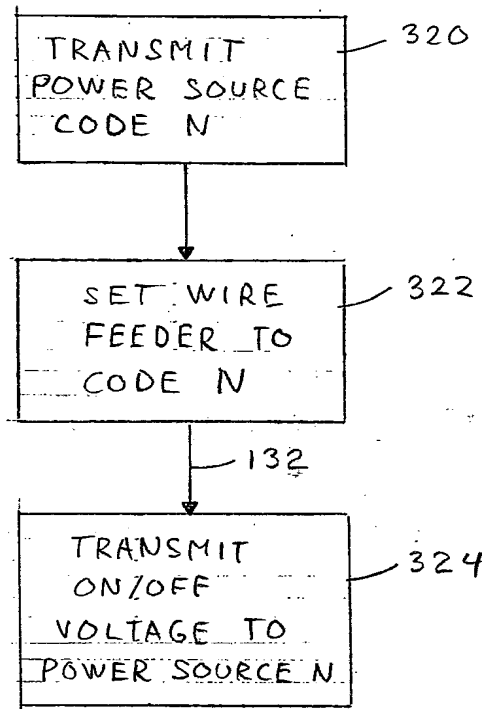 TRANSMIT
POWER SOURCE
CODE N
320
SET WIRE
FEEDER TO
CODE N
322
132
TRANSMIT
ON/OFF
VOLTAGE TO
POWER SOURCE N
324